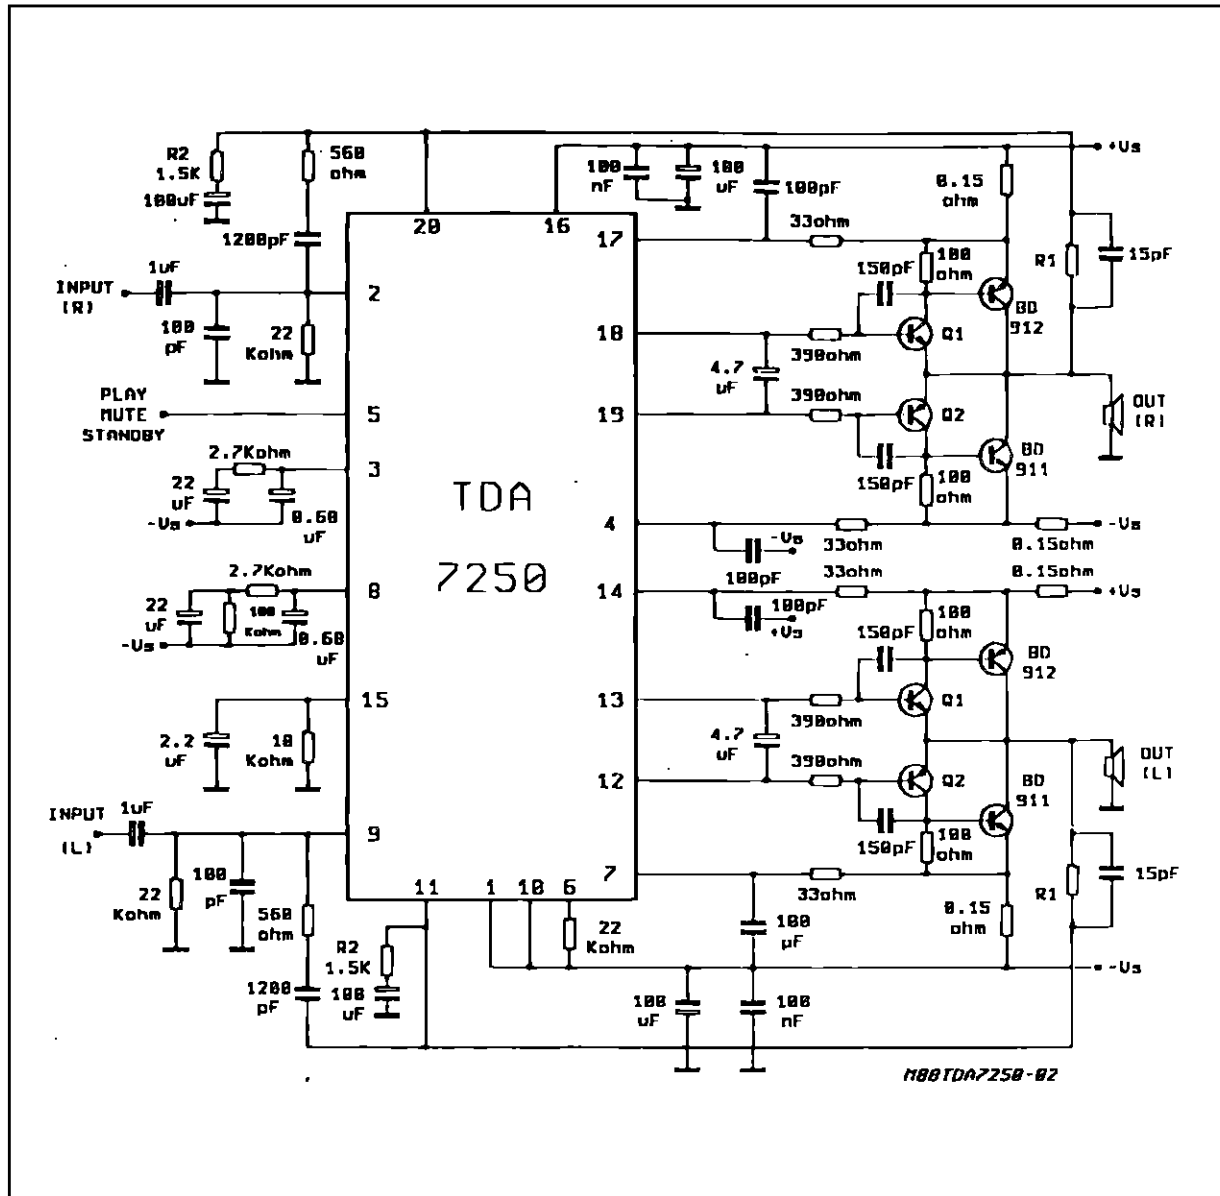 +Vs
R2
1.5K
100uF
560
ohm
100
nF
100
uF
100pF
0.15
ohm
33ohm
20
16
17
1200pF
1uF
INPUT
(R)
2
150pF
100
ohm
R1
15pF
BD
912
100
pF
22
Kohm
18
390ohm
Q1
4.7
uF
390ohm
PLAY
MUTE
STANDBY
5
19
Q2
OUT
(R)
2.7Kohm
3
22
uF
-Vs
0.68
uF
TDA
7250
150pF
100
ohm
BD
911
4
-Vs
100pF
33ohm
0.15ohm
-Vs
2.7Kohm
8
22
uF
100
Kohm
-Vs
0.68
uF
14
33ohm
0.15ohm
+Vs
100pF
+Vs
150pF
100
ohm
BD
912
15
2.2
uF
10
Kohm
13
390ohm
Q1
4.7
uF
390ohm
12
Q2
OUT
(L)
BD
911
INPUT
(L)
1uF
9
150pF
100
ohm
7
33ohm
R1
15pF
22
Kohm
100
pF
560
ohm
11
1
10
6
22
Kohm
R2
1.5K
100
uF
1200
pF
100
µF
0.15
ohm
-Vs
100
uF
100
nF
M88TDA7250-02